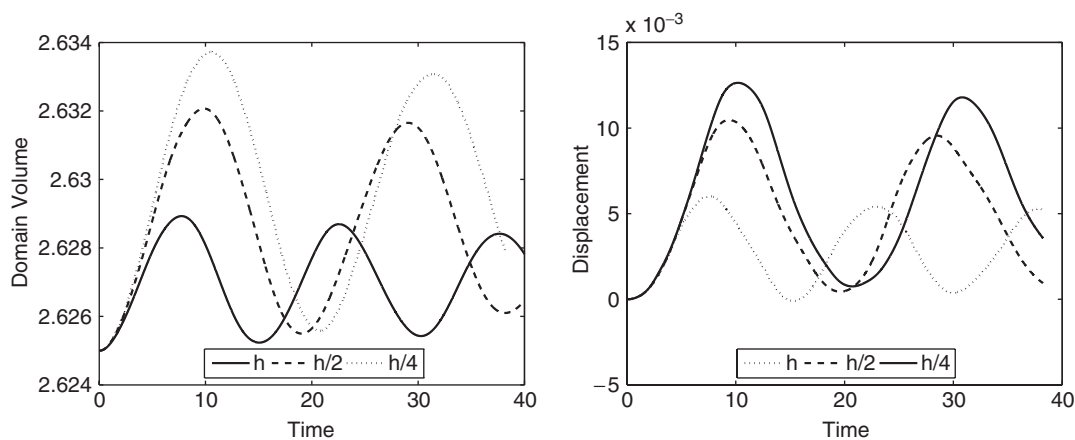 2.634
2.632
2.63
2.628
2.626
2.624
Domain Volume
0 10 20 30 40
Time
h h/2 h/4
× 10⁻³
15
10
5
0
−5
Displacement
0 10 20 30 40
Time
h h/2 h/4